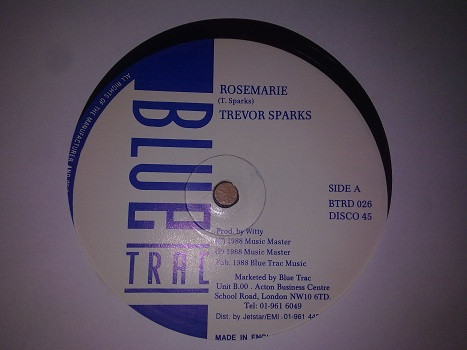 ALL RIGHTS OF THE MANUFACTURER AND
BLUE
TRAC
ROSEMARIE
(T. Sparks)
TREVOR SPARKS
SIDE A
BTRD 026
DISCO 45
Prod. by Witty
1988 Music Master
1988 Music Master
Pub. 1988 Blue Trac Music
Marketed by Blue Trac
Unit B.00 . Acton Business Centre
School Road, London NW10 6TD.
Tel: 01-961 6049
Dist. by Jetstar/EMI . 01-961
MADE IN